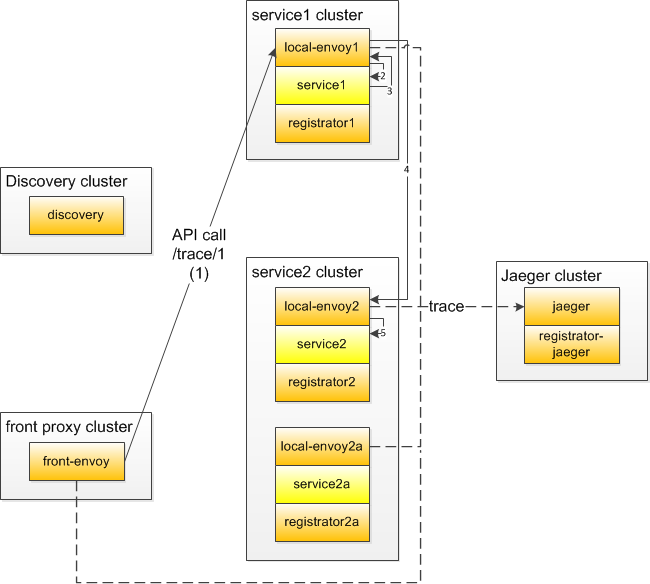 service1 cluster
local-envoy1
2
service1
3
registrator1
4
Discovery cluster
discovery
API call
/trace/1
(1)
service2 cluster
local-envoy2
5
service2
registrator2
trace
Jaeger cluster
jaeger
registrator-
jaeger
front proxy cluster
front-envoy
local-envoy2a
service2a
registrator2a